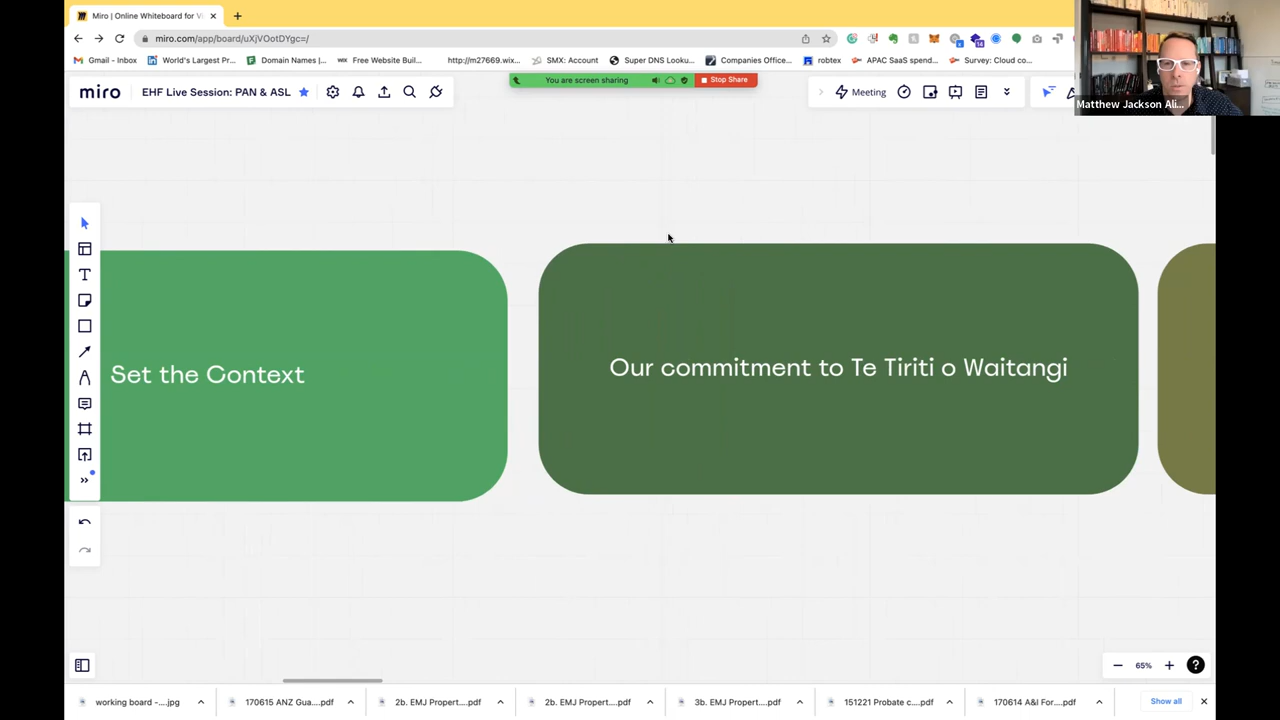 Miro | Online Whiteboard for Vi
miro.com/app/board/uXjVOotDYgc=/
Gmail - Inbox
World's Largest Pr...
Domain Names |...
Free Website Buil...
http://m27669.wix...
SMX: Account
Super DNS Looku...
Companies Office...
robtex
APAC SaaS spend...
Survey: Cloud co...
Matthew Jackson Ali...
You are screen sharing
Stop Share
miro
EHF Live Session: PAN & ASL
Meeting
Set the Context
Our commitment to Te Tiriti o Waitangi
65%
working board -....jpg
170615 ANZ Gua....pdf
2b. EMJ Propert....pdf
2b. EMJ Propert....pdf
3b. EMJ Propert....pdf
151221 Probate c....pdf
170614 A&I For....pdf
Show all